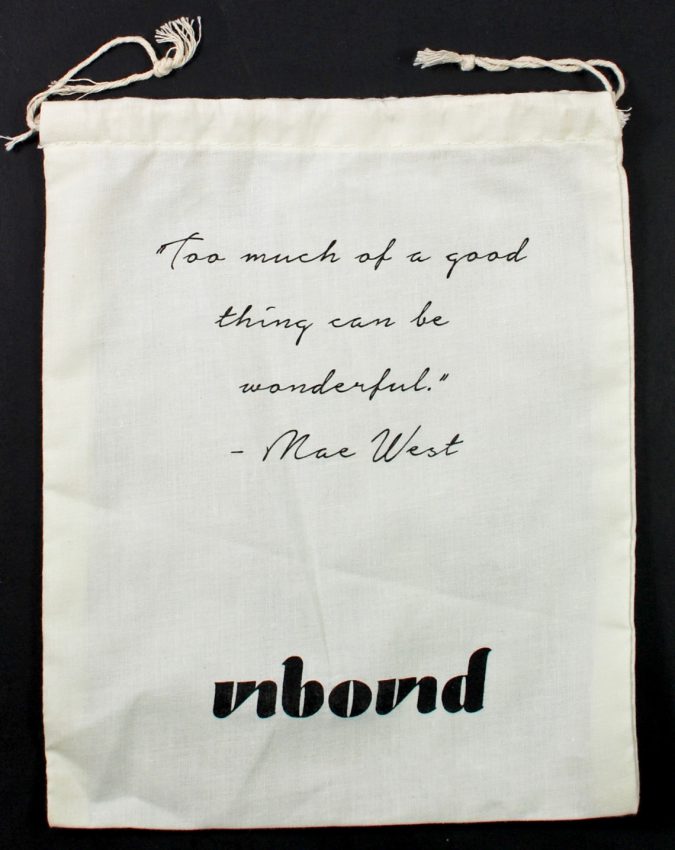 "Too much of a good
thing can be
wonderful."
- Mae West
unbound